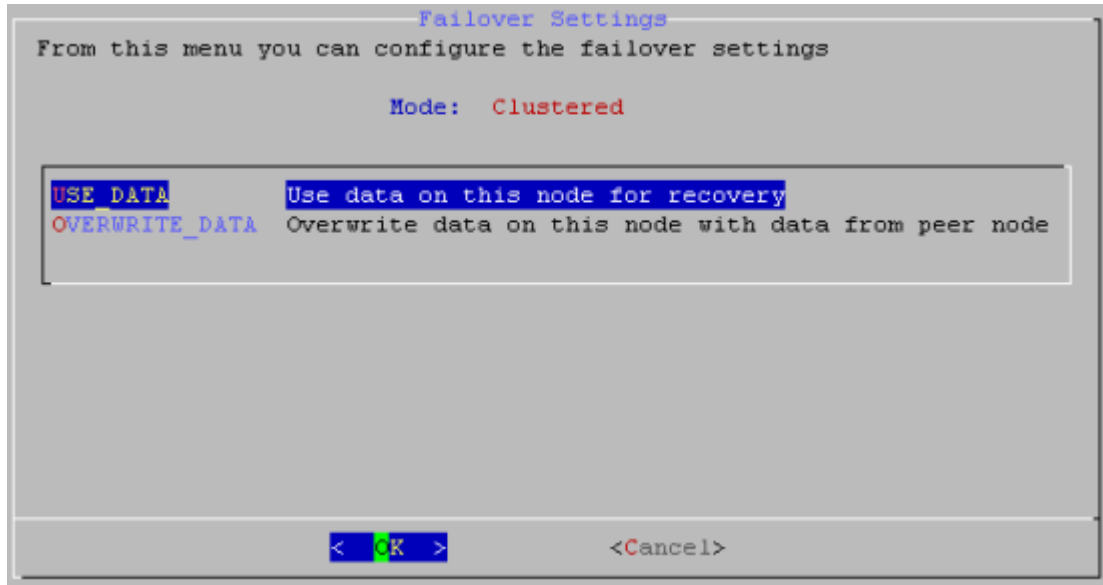 Failover Settings
From this menu you can configure the failover settings
Mode: Clustered
USE_DATA Use data on this node for recovery
OVERWRITE_DATA Overwrite data on this node with data from peer node
< OK > <Cancel>